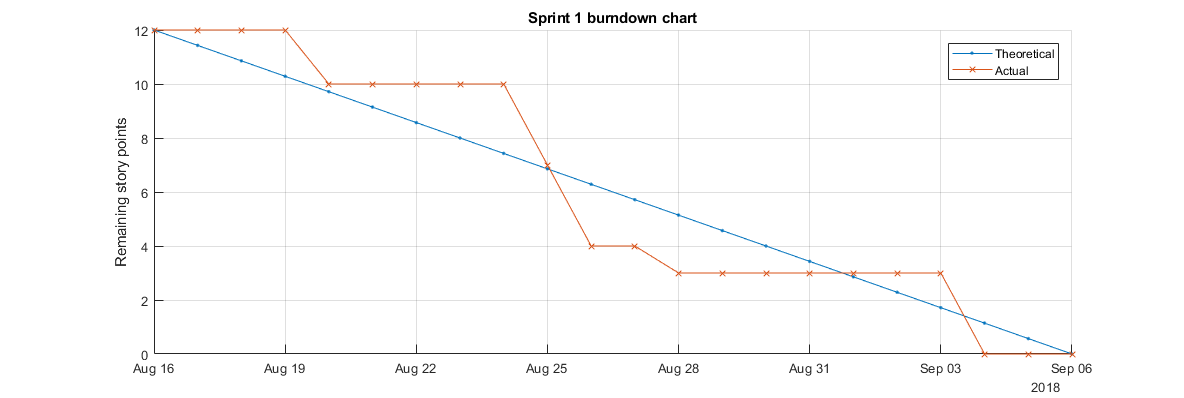 Sprint 1 burndown chart
Remaining story points
12
10
8
6
4
2
0
Theoretical
Actual
Aug 16 Aug 19 Aug 22 Aug 25 Aug 28 Aug 31 Sep 03 Sep 06
2018